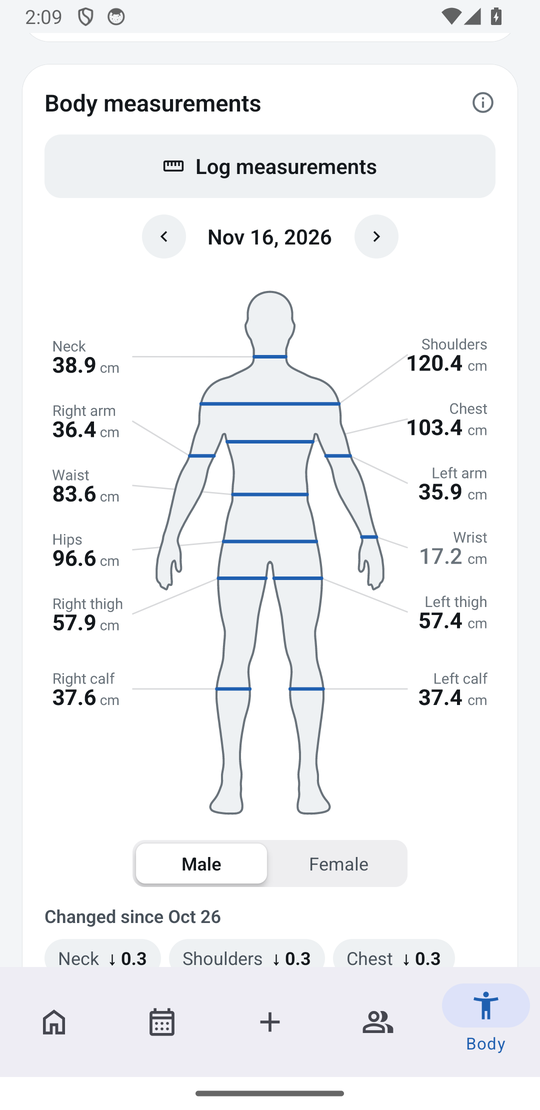 2:09
Body measurements
Log measurements
Nov 16, 2026
Neck
38.9 cm
Shoulders
120.4 cm
Right arm
36.4 cm
Chest
103.4 cm
Waist
83.6 cm
Left arm
35.9 cm
Hips
96.6 cm
Wrist
17.2 cm
Right thigh
57.9 cm
Left thigh
57.4 cm
Right calf
37.6 cm
Left calf
37.4 cm
Male Female
Changed since Oct 26
Neck ↓ 0.3 Shoulders ↓ 0.3 Chest ↓ 0.3
Body